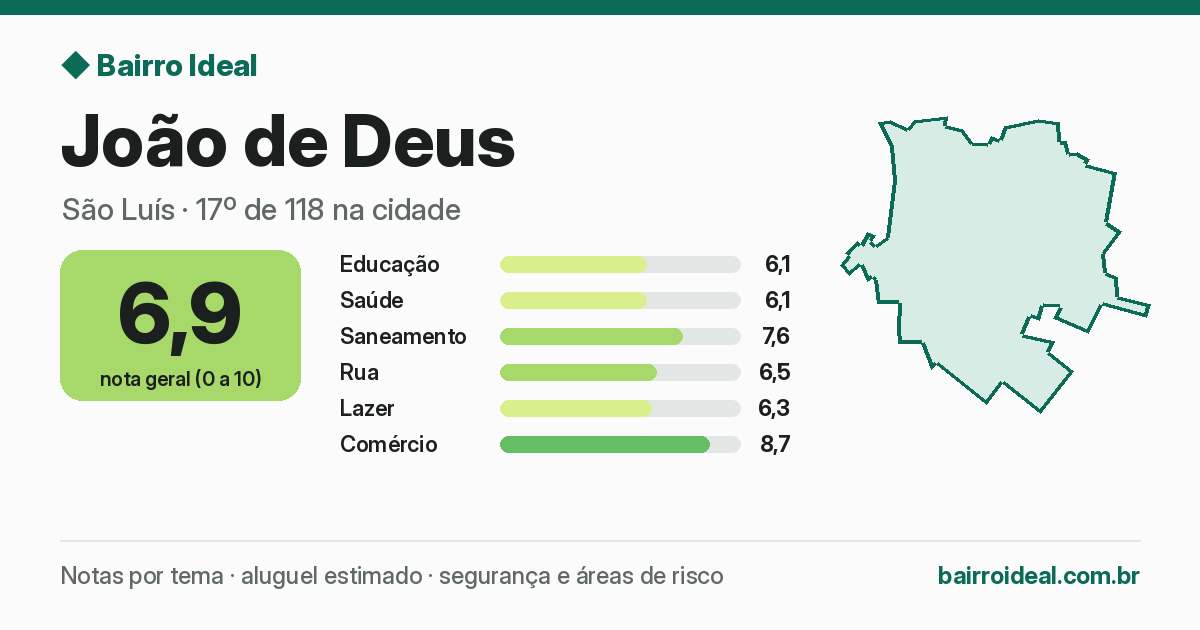 Bairro Ideal
João de Deus
São Luís · 17º de 118 na cidade
6,9
nota geral (0 a 10)
Educação 6,1
Saúde 6,1
Saneamento 7,6
Rua 6,5
Lazer 6,3
Comércio 8,7
Notas por tema · aluguel estimado · segurança e áreas de risco
bairroideal.com.br